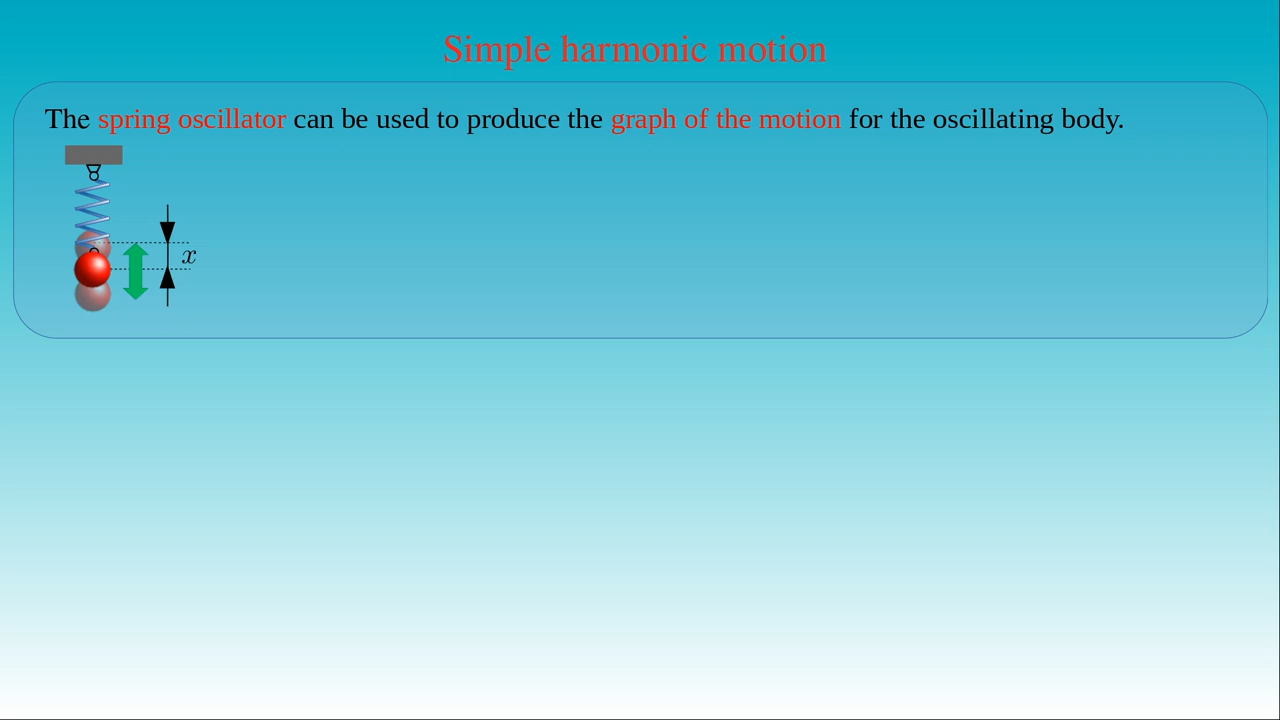 Simple harmonic motion
The spring oscillator can be used to produce the graph of the motion for the oscillating body.
x